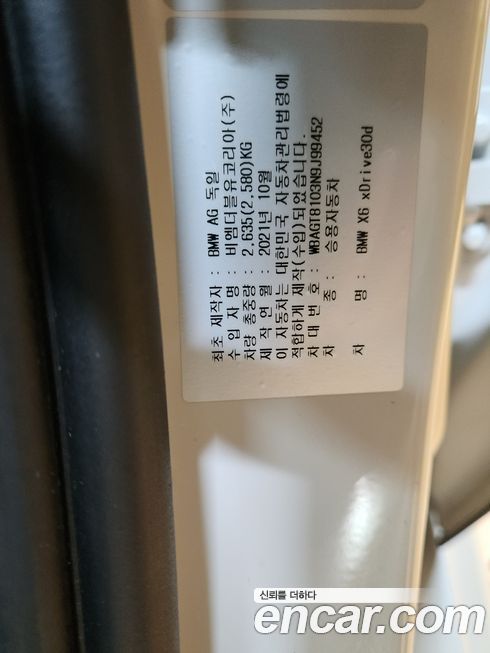 최초 제작자 : BMW AG 독일
수 입 자 명 : 비엠더블유코리아(주)
차량 총중량 : 2,635(2,580)KG
제 작 연 월 : 2021년 10월
이 자동차는 대한민국 자동차관리법령에
적합하게 제작(수입)되었습니다.
차 대 번 호 : WBAGT8103N9J99452
차 종 : 승용자동차
차 명 : BMW X6 xDrive30d
신뢰를 더하다
encar.com